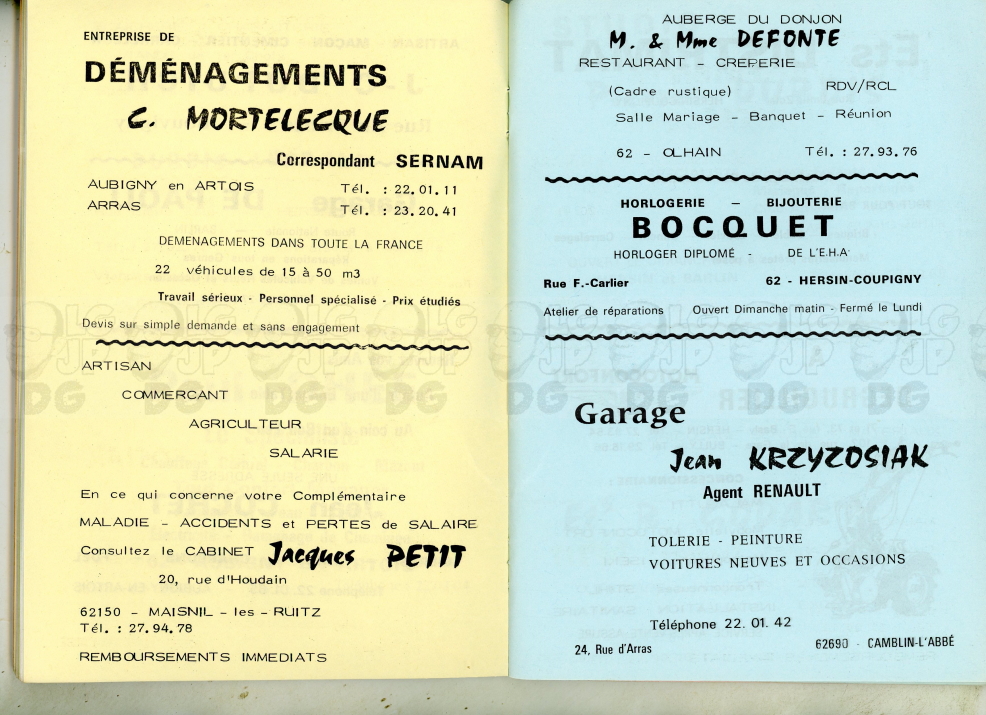 ENTREPRISE DE
DÉMÉNAGEMENTS
C. MORTELECQUE
Correspondant SERNAM
AUBIGNY en ARTOIS Tél. : 22.01.11
ARRAS Tél. : 23.20.41
DEMENAGEMENTS DANS TOUTE LA FRANCE
22 véhicules de 15 à 50 m3
Travail sérieux - Personnel spécialisé - Prix étudiés
Devis sur simple demande et sans engagement
ARTISAN
COMMERCANT
AGRICULTEUR
SALARIE
En ce qui concerne votre Complémentaire
MALADIE - ACCIDENTS et PERTES de SALAIRE
Consultez le CABINET Jacques PETIT
20, rue d'Houdain
62150 - MAISNIL - les - RUITZ
Tél. : 27.94.78
REMBOURSEMENTS IMMEDIATS
AUBERGE DU DONJON
M. & Mme DEFONTE
RESTAURANT - CREPERIE
(Cadre rustique) RDV/RCL
Salle Mariage - Banquet - Réunion
62 - OLHAIN Tél. : 27.93.76
HORLOGERIE - BIJOUTERIE
BOCQUET
HORLOGER DIPLOMÉ - DE L'E.H.A.
Rue F.-Carlier 62 - HERSIN-COUPIGNY
Atelier de réparations Ouvert Dimanche matin - Fermé le Lundi
Garage
Jean KRZYZOSIAK
Agent RENAULT
TOLERIE - PEINTURE
VOITURES NEUVES ET OCCASIONS
Téléphone 22. 01. 42
24, Rue d'Arras 62690 - CAMBLIN-L'ABBÉ